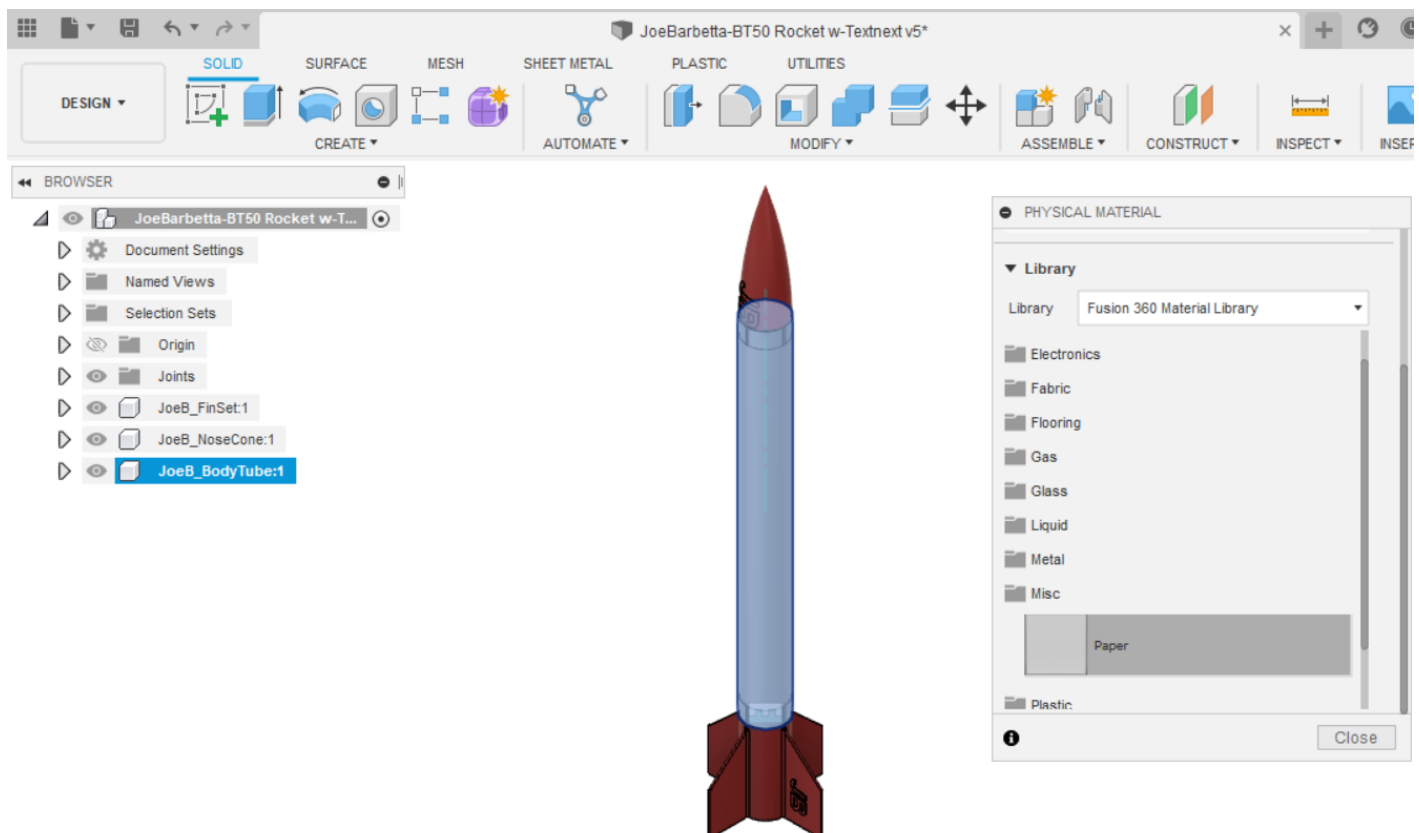 JoeBarbetta-BT50 Rocket w-Textnext v5*
SOLID SURFACE MESH SHEET METAL PLASTIC UTILITIES
DESIGN
CREATE AUTOMATE MODIFY ASSEMBLE CONSTRUCT INSPECT INSER
BROWSER
JoeBarbetta-BT50 Rocket w-T...
Document Settings
Named Views
Selection Sets
Origin
Joints
JoeB_FinSet:1
JoeB_NoseCone:1
JoeB_BodyTube:1
PHYSICAL MATERIAL
Library
Library Fusion 360 Material Library
Electronics
Fabric
Flooring
Gas
Glass
Liquid
Metal
Misc
Paper
Plastic
Close